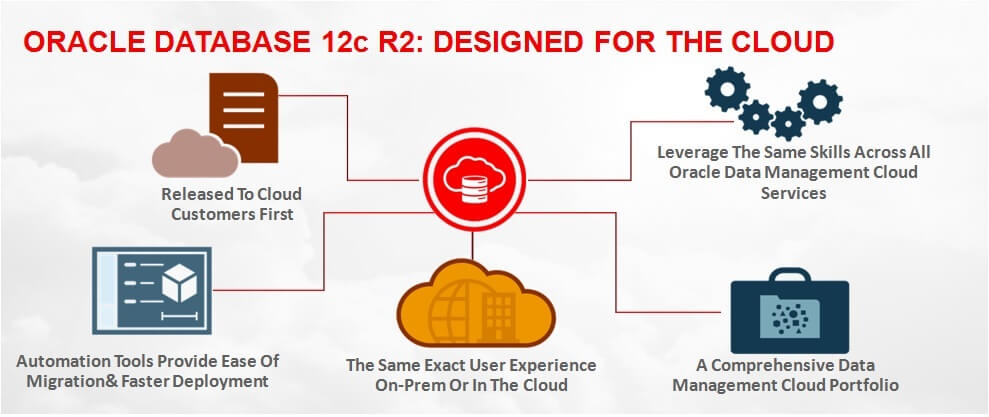 ORACLE DATABASE 12c R2: DESIGNED FOR THE CLOUD
Released To Cloud
Customers First
Leverage The Same Skills Across All
Oracle Data Management Cloud
Services
Automation Tools Provide Ease Of
Migration& Faster Deployment
The Same Exact User Experience
On-Prem Or In The Cloud
A Comprehensive Data
Management Cloud Portfolio